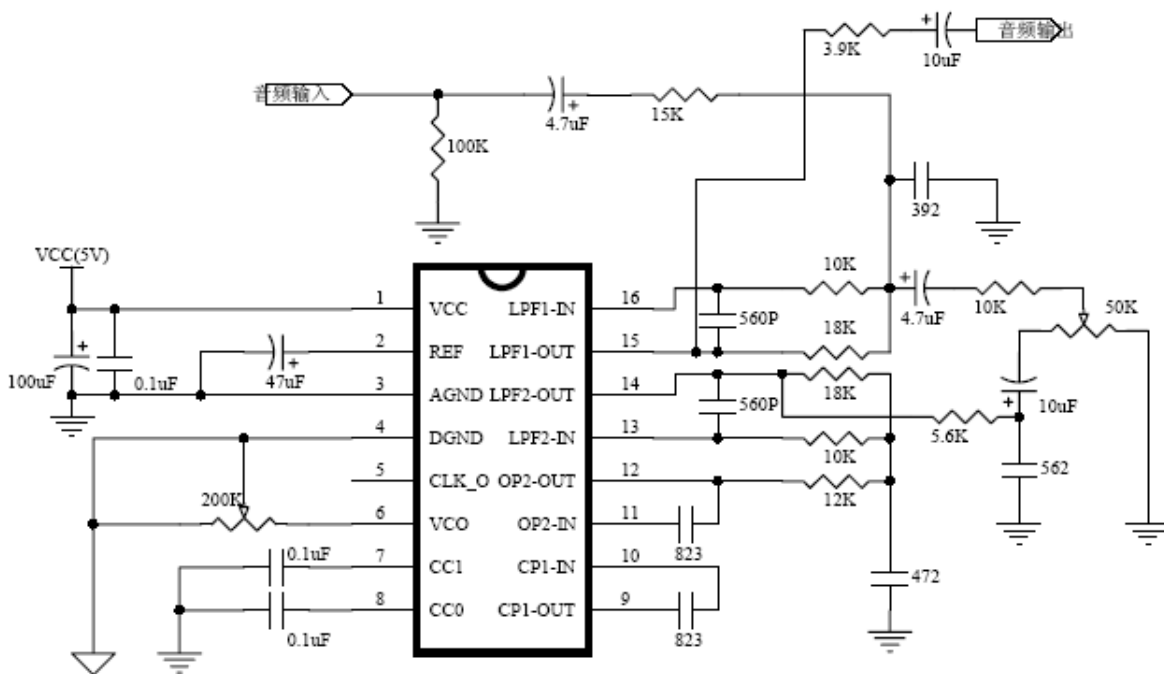 音频输出
3.9K
10uF
音频输入
4.7uF
15K
100K
392
VCC(5V)
10K
1 VCC LPF1-IN 16
560P
4.7uF
10K
50K
18K
2 REF LPF1-OUT 15
100uF
0.1uF
47uF
3 AGND LPF2-OUT 14
18K
560P
10uF
5.6K
4 DGND LPF2-IN 13
10K
562
5 CLK_O OP2-OUT 12
12K
200K
6 VCO OP2-IN 11
823
0.1uF
7 CC1 CP1-IN 10
472
8 CC0 CP1-OUT 9
0.1uF
823